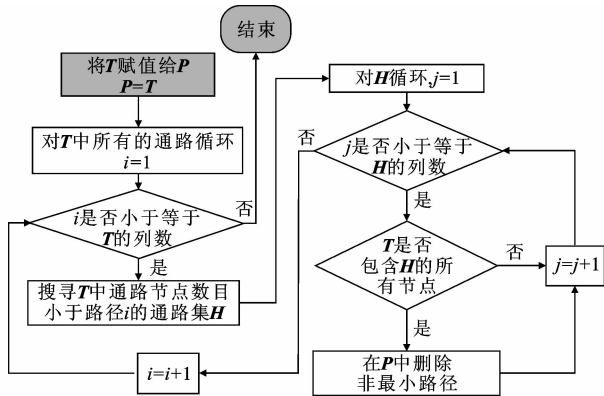 结束
将T赋值给P
P=T
对T中所有的通路循环
i=1
i是否小于等于
T的列数
否
是
搜寻T中通路节点数目
小于路径i的通路集H
i=i+1
对H循环,j=1
j是否小于等于
H的列数
否
是
T是否
包含H的所
有节点
否
是
j=j+1
在P中删除
非最小路径